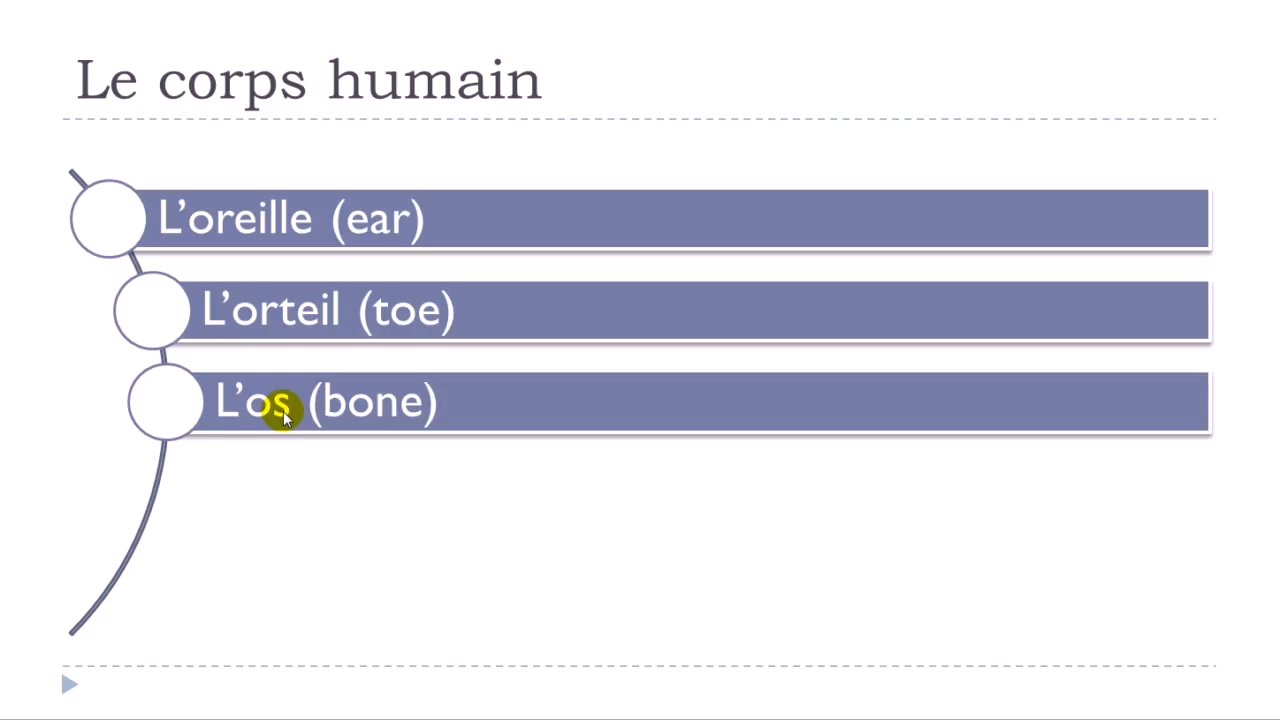 Le corps humain
L’oreille (ear)
L’orteil (toe)
L’os (bone)